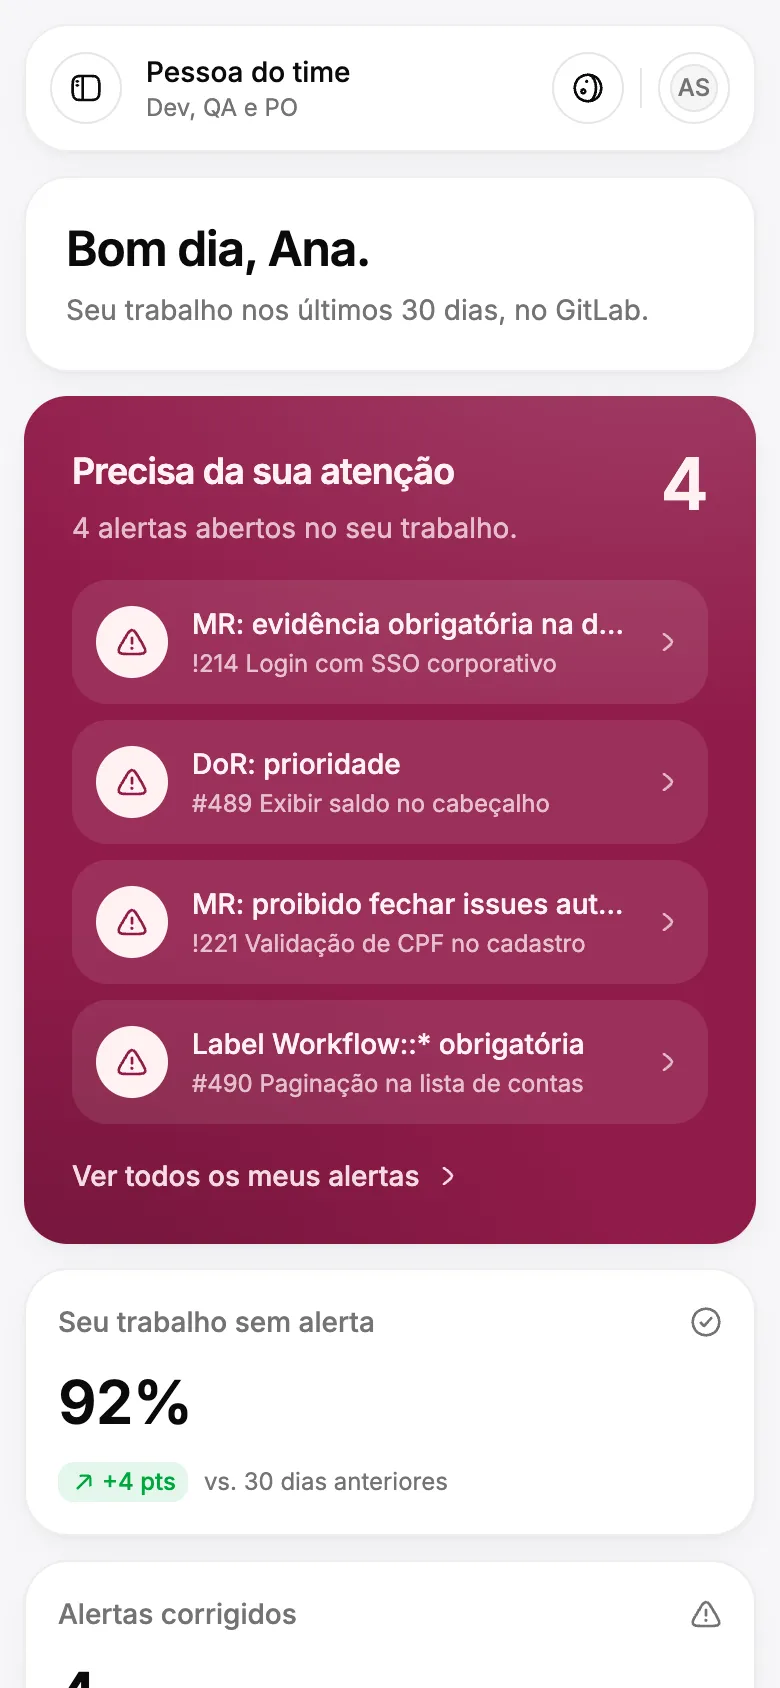 Pessoa do time
Dev, QA e PO
AS
Bom dia, Ana.
Seu trabalho nos últimos 30 dias, no GitLab.
Precisa da sua atenção
4
4 alertas abertos no seu trabalho.
MR: evidência obrigatória na d...
!214 Login com SSO corporativo
DoR: prioridade
#489 Exibir saldo no cabeçalho
MR: proibido fechar issues aut...
!221 Validação de CPF no cadastro
Label Workflow::* obrigatória
#490 Paginação na lista de contas
Ver todos os meus alertas
Seu trabalho sem alerta
92%
+4 pts vs. 30 dias anteriores
Alertas corrigidos
4